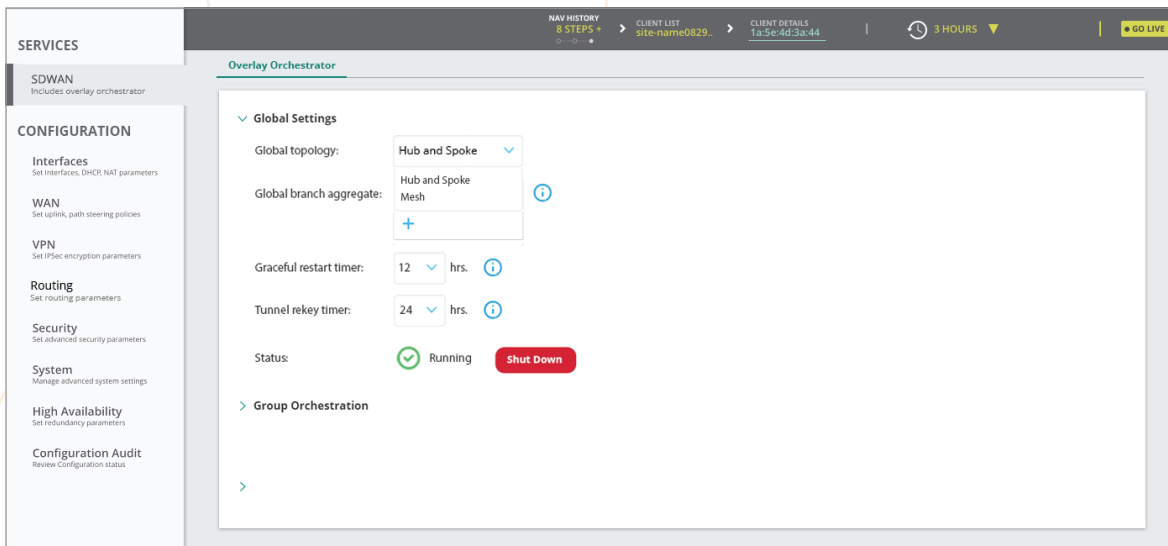 NAV HISTORY
8 STEPS +
CLIENT LIST
site-name0829..
CLIENT DETAILS
1a:5e:4d:3a:44
3 HOURS
GO LIVE
SERVICES
SDWAN
Includes overlay orchestrator
CONFIGURATION
Interfaces
Set Interfaces, DHCP, NAT parameters
WAN
Set uplink, path steering policies
VPN
Set IPSec encryption parameters
Routing
Set routing parameters
Security
Set advanced security parameters
System
Manage advanced system settings
High Availability
Set redundancy parameters
Configuration Audit
Review Configuration status
Overlay Orchestrator
Global Settings
Global topology: Hub and Spoke
Hub and Spoke
Mesh
Global branch aggregate:
+
Graceful restart timer: 12 hrs.
Tunnel rekey timer: 24 hrs.
Status: Running Shut Down
Group Orchestration